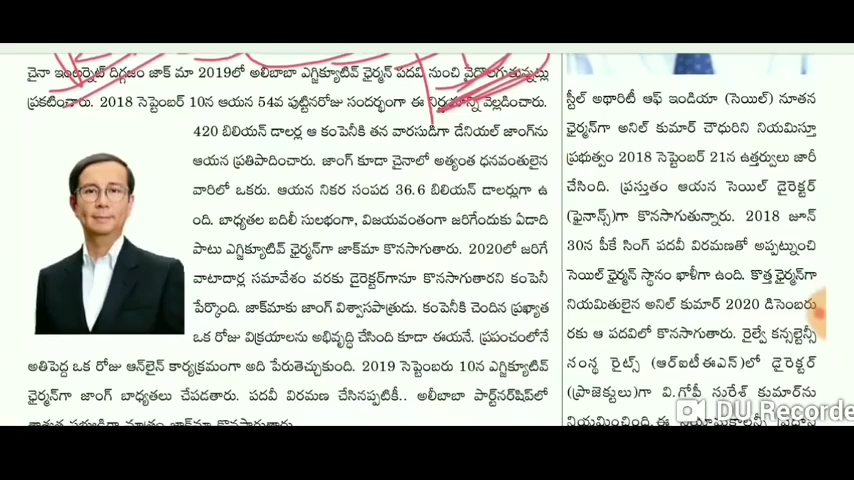 చైనా ఇంటర్నెట్ దిగ్గజం జాక్ మా 2019లో అలీబాబా ఎగ్జిక్యూటివ్ ఛైర్మన్ పదవి నుంచి వైదొలగుతున్నట్లు
ప్రకటించారు. 2018 సెప్టెంబర్ 10న ఆయన 54వ పుట్టినరోజు సందర్భంగా ఈ నిర్ణయాన్ని వెల్లడించారు.
420 బిలియన్ డాలర్ల ఆ కంపెనీకి తన వారసుడిగా డేనియల్ జాంగ్‌ను
ఆయన ప్రతిపాదించారు. జాంగ్ కూడా చైనాలో అత్యంత ధనవంతులైన
వారిలో ఒకరు. ఆయన నికర సంపద 36.6 బిలియన్ డాలర్లుగా ఉ
ంది. బాధ్యతల బదిలీ సులభంగా, విజయవంతంగా జరిగేందుకు ఏడాది
పాటు ఎగ్జిక్యూటివ్ ఛైర్మన్‌గా జాక్‌మా కొనసాగుతారు. 2020లో జరిగే
వాటాదార్ల సమావేశం వరకు డైరెక్టర్‌గానూ కొనసాగుతారని కంపెనీ
పేర్కొంది. జాక్‌మాకు జాంగ్ విశ్వాసపాత్రుడు. కంపెనీకి చెందిన ప్రఖ్యాత
ఒక రోజు విక్రయాలను అభివృద్ధి చేసింది కూడా ఈయనే. ప్రపంచంలోనే
అతిపెద్ద ఒక రోజు ఆన్‌లైన్ కార్యక్రమంగా అది పేరుతెచ్చుకుంది. 2019 సెప్టెంబరు 10న ఎగ్జిక్యూటివ్
ఛైర్మన్‌గా జాంగ్ బాధ్యతలు చేపడతారు. పదవీ విరమణ చేసినప్పటికీ.. అలీబాబా పార్ట్‌నర్‌షిప్‌లో
స్టీల్ అథారిటీ ఆఫ్ ఇండియా (సెయిల్) నూతన
ఛైర్మన్‌గా అనిల్ కుమార్ చౌధురిని నియమిస్తూ
ప్రభుత్వం 2018 సెప్టెంబర్ 21న ఉత్తర్వులు జారీ
చేసింది. ప్రస్తుతం ఆయన సెయిల్ డైరెక్టర్
(ఫైనాన్స్)గా కొనసాగుతున్నారు. 2018 జూన్
30న పీకే సింగ్ పదవీ విరమణతో అప్పట్నుంచి
సెయిల్ ఛైర్మన్ స్థానం ఖాళీగా ఉంది. కొత్త ఛైర్మన్‌గా
నియమితులైన అనిల్ కుమార్ 2020 డిసెంబరు
రకు ఆ పదవిలో కొనసాగుతారు. రైల్వే కన్సల్టెన్సీ
సంస్థ రైట్స్ (ఆర్ఐటీఈఎన్)లో డైరెక్టర్
(ప్రాజెక్టులు)గా వి.గోపీ సురేశ్ కుమార్‌ను
నియమించింది. ఈ
DU Recorde